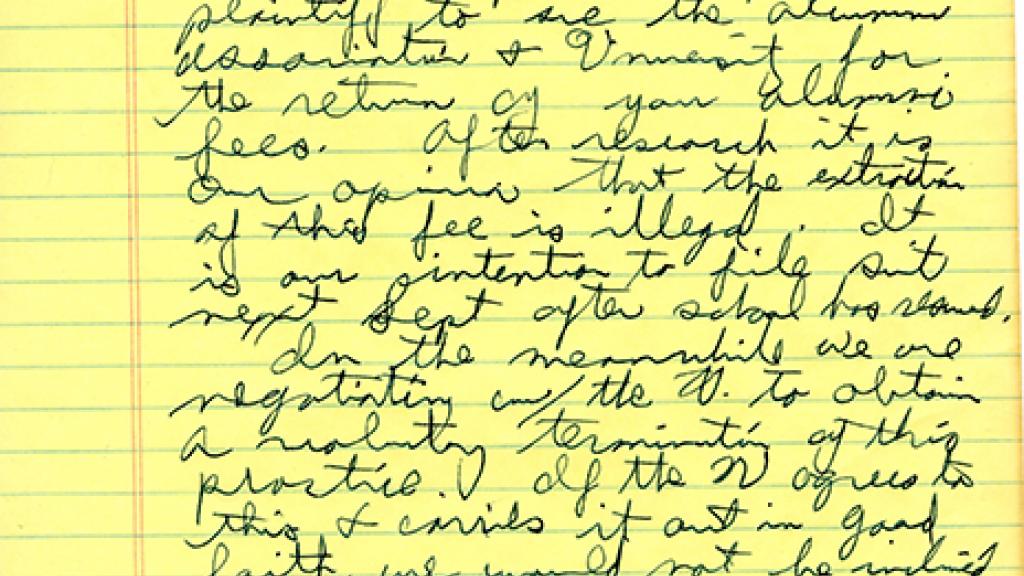 plaintiff to sue the alumni
association & University for
the return of your alumni
fees. After research it is
our opinion that the extraction
of this fee is illegal. It
is our intention to file suit
next Sept after school has resumed.
In the meanwhile we are
negotiating w/ the U. to obtain
a voluntary termination of this
practice. If the U agrees to
this & carries it out in good
faith, we would not be inclined